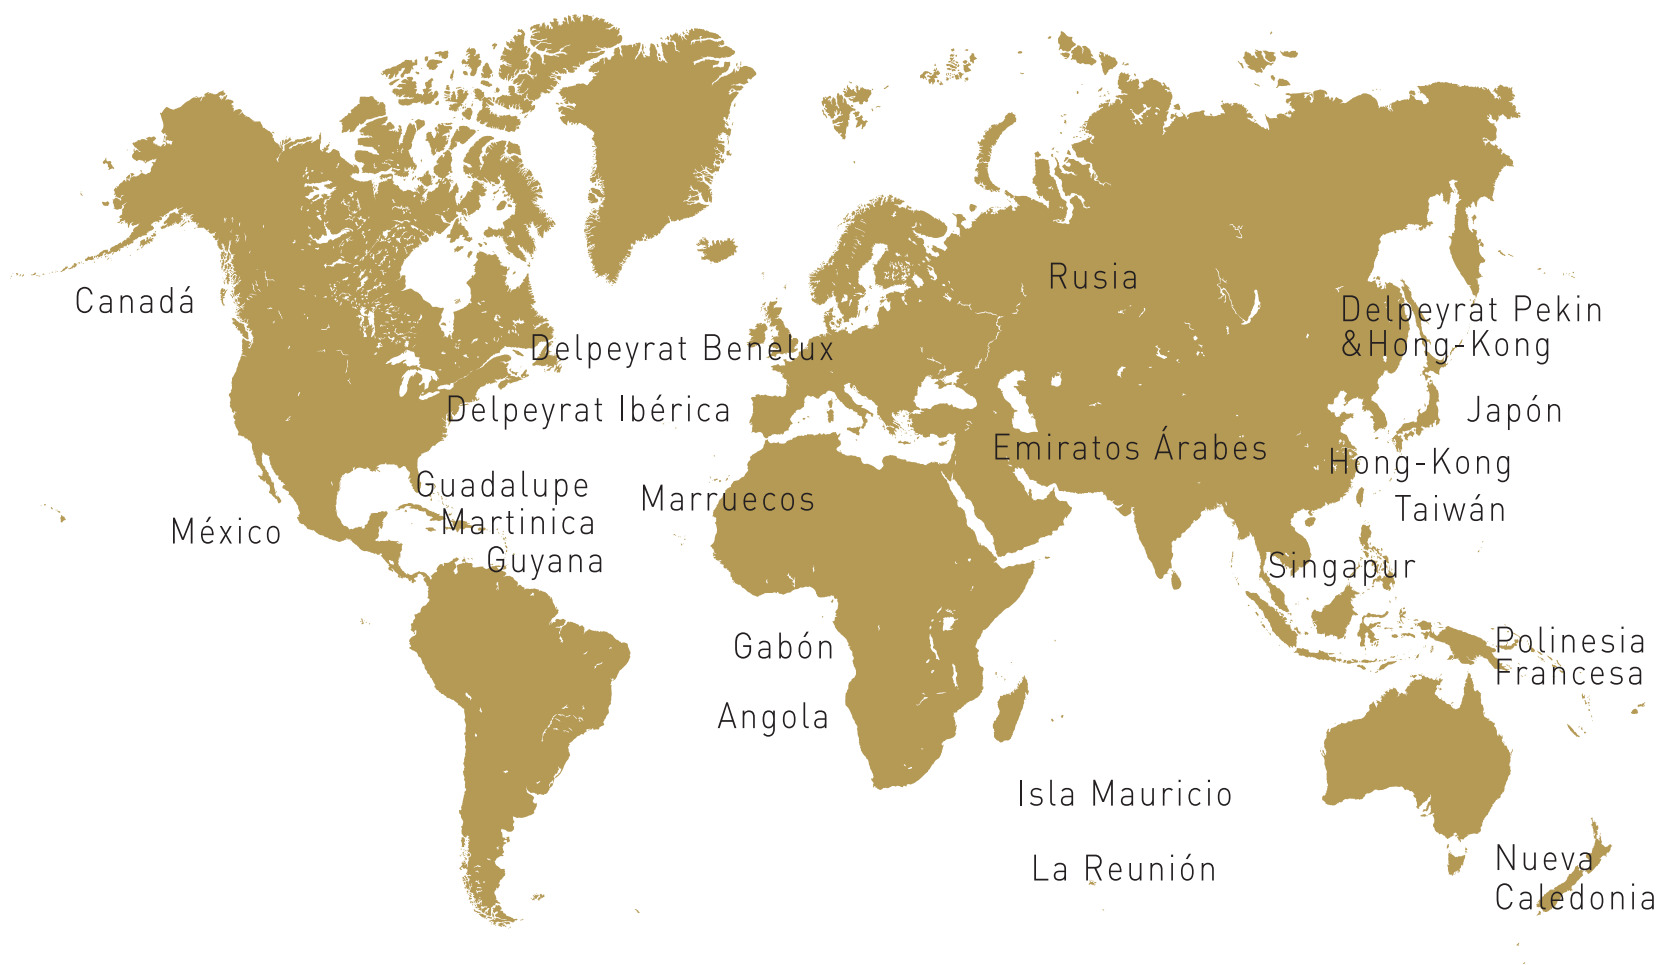 Rusia
Canadá
Delpeyrat Pekin
&Hong-Kong
Delpeyrat Benelux
Delpeyrat Ibérica
Japón
Emiratos Árabes
Hong-Kong
Guadalupe
Marruecos
Taiwán
Martinica
México
Guyana
Singapur
Gabón
Polinesia
Francesa
Angola
Isla Mauricio
La Reunión
Nueva
Caledonia